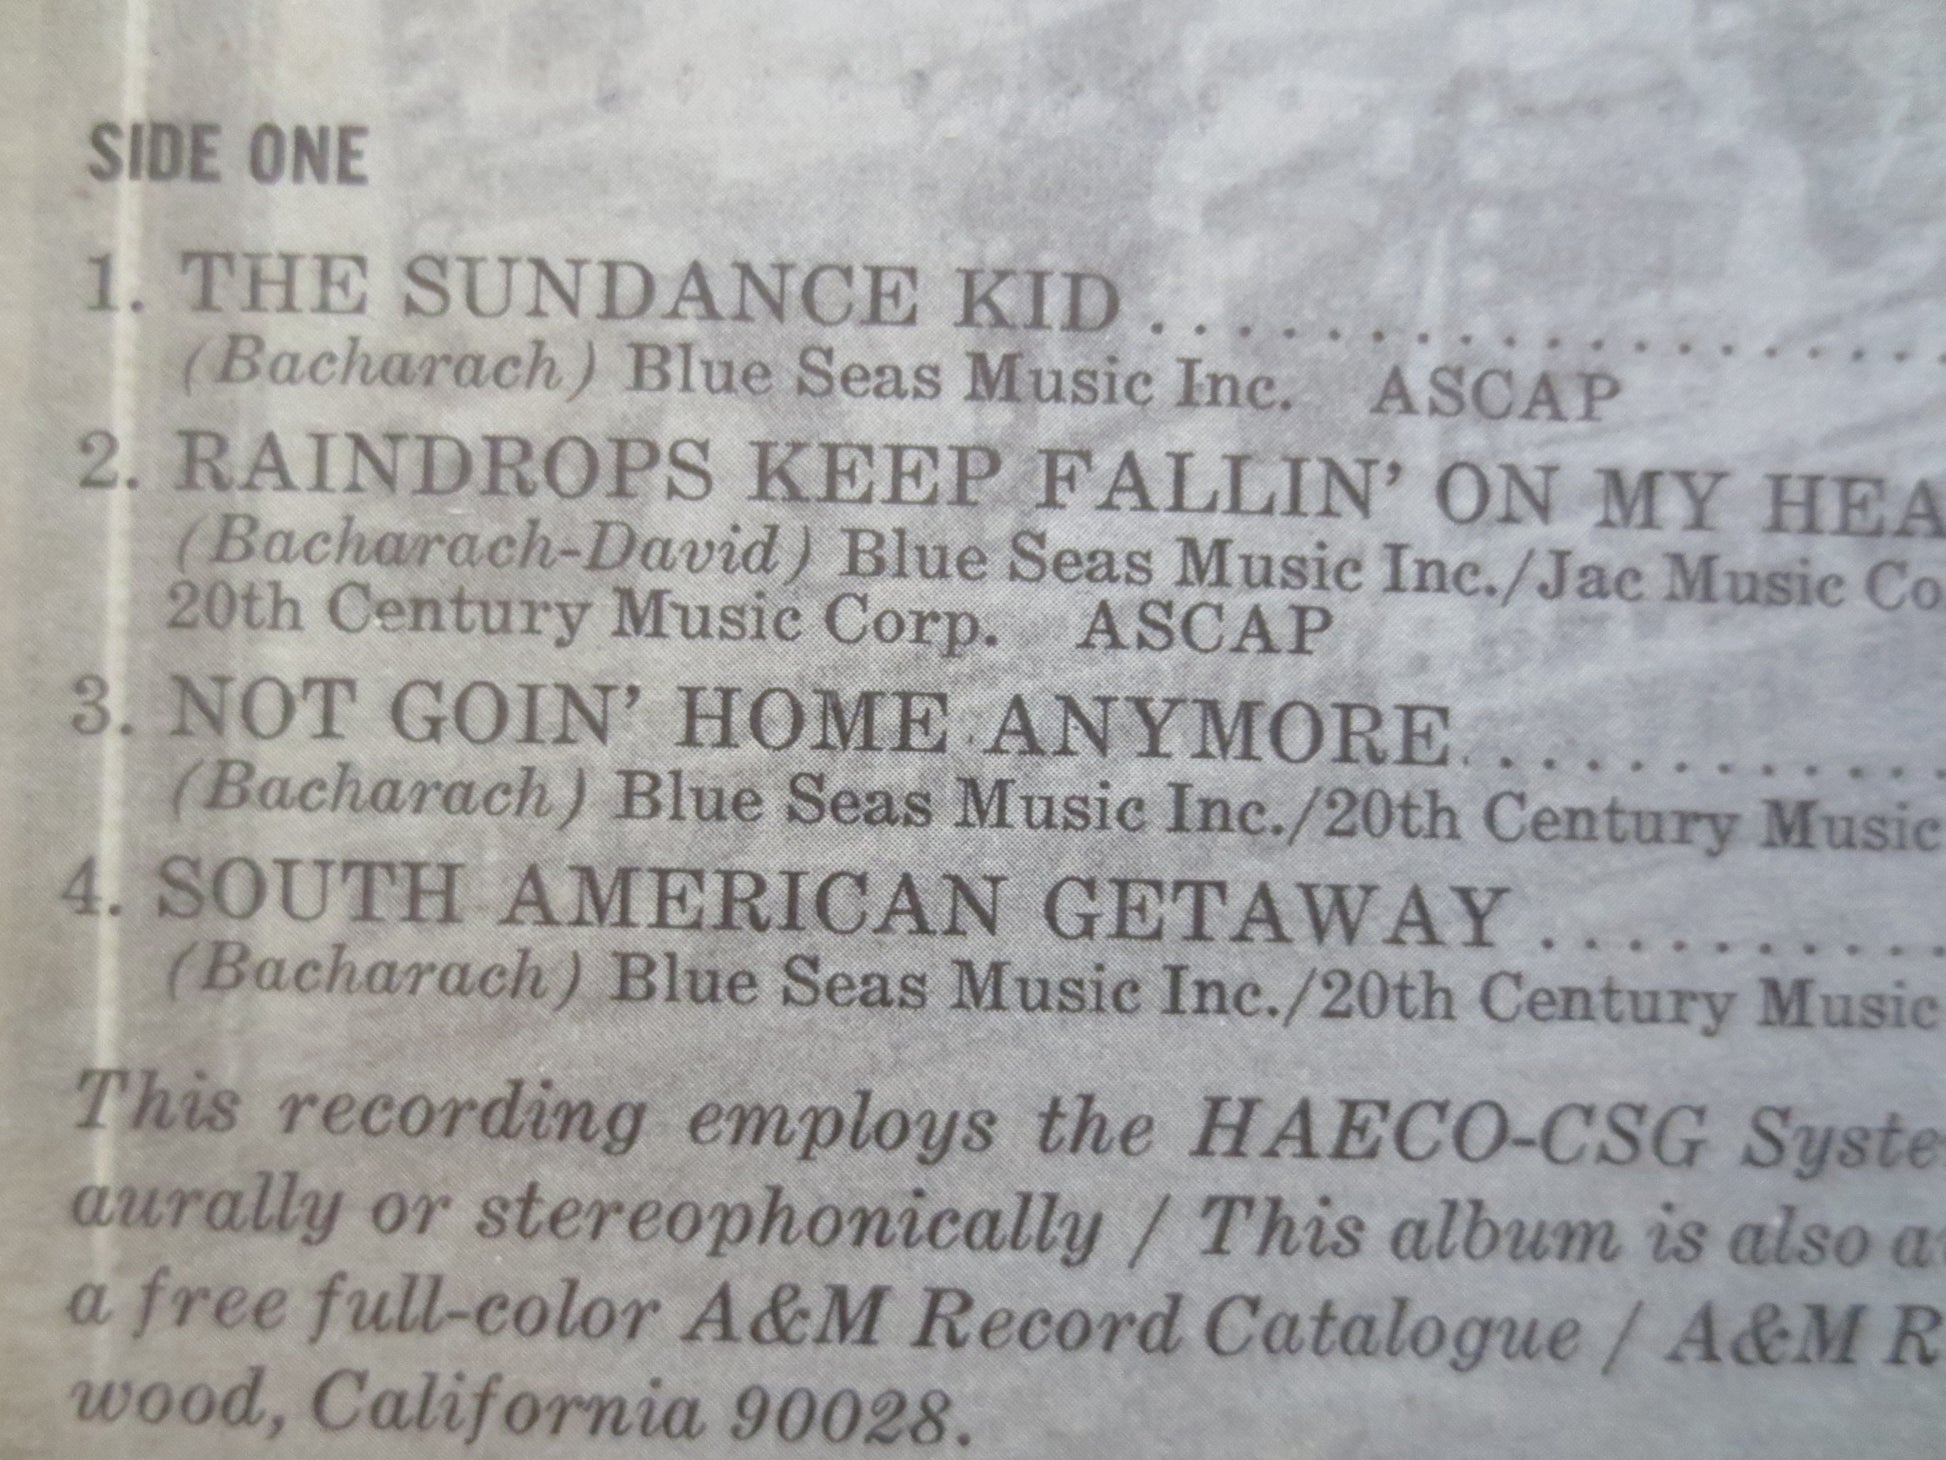 SIDE ONE
1. THE SUNDANCE KID . . . . . . . . . . . . . . . . . . .
(Bacharach) Blue Seas Music Inc. ASCAP
2. RAINDROPS KEEP FALLIN' ON MY HEA
(Bacharach-David) Blue Seas Music Inc./Jac Music Co
20th Century Music Corp. ASCAP
3. NOT GOIN' HOME ANYMORE . . . . . . . . . . . .
(Bacharach) Blue Seas Music Inc./20th Century Music
4. SOUTH AMERICAN GETAWAY . . . . . . . . . .
(Bacharach) Blue Seas Music Inc./20th Century Music
This recording employs the HAECO-CSG Syste
aurally or stereophonically / This album is also a
a free full-color A&M Record Catalogue / A&M R
wood, California 90028.